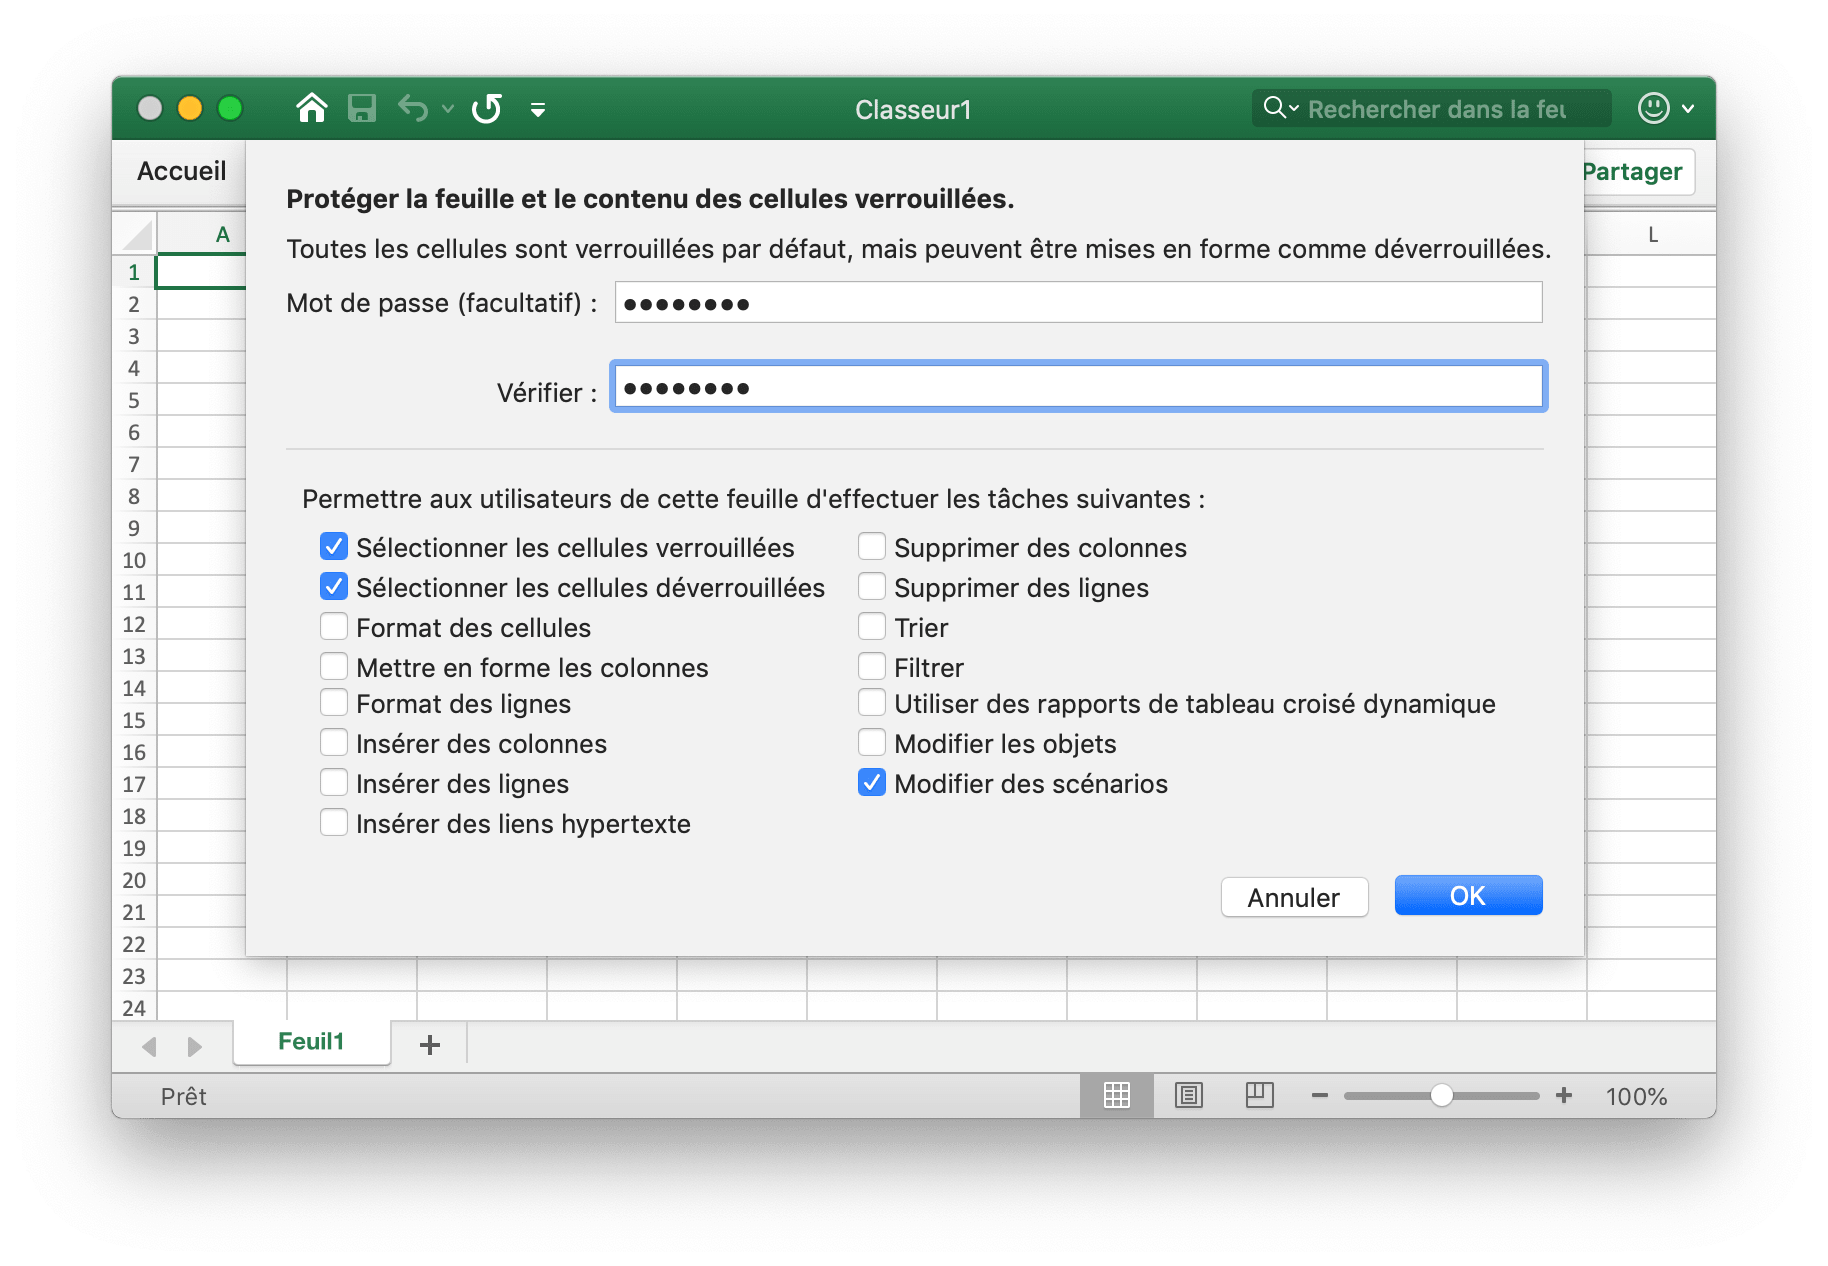 Classeur1
Rechercher dans la feu
Accueil
Partager
A
L
Protéger la feuille et le contenu des cellules verrouillées.
Toutes les cellules sont verrouillées par défaut, mais peuvent être mises en forme comme déverrouillées.
Mot de passe (facultatif) : ●●●●●●●●
Vérifier : ●●●●●●●●
Permettre aux utilisateurs de cette feuille d'effectuer les tâches suivantes :
Sélectionner les cellules verrouillées
Sélectionner les cellules déverrouillées
Format des cellules
Mettre en forme les colonnes
Format des lignes
Insérer des colonnes
Insérer des lignes
Insérer des liens hypertexte
Supprimer des colonnes
Supprimer des lignes
Trier
Filtrer
Utiliser des rapports de tableau croisé dynamique
Modifier les objets
Modifier des scénarios
Annuler
OK
1
2
3
4
5
6
7
8
9
10
11
12
13
14
15
16
17
18
19
20
21
22
23
24
Feuil1
Prêt
100%